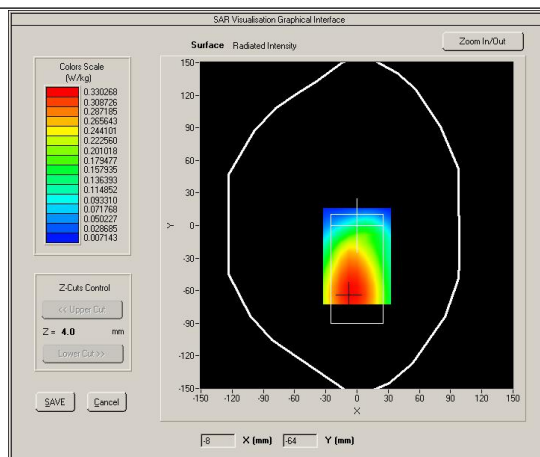 SAR Visualisation Graphical Interface
Surface Radiated Intensity
Zoom In/Out
Colors Scale
(W/kg)
0.330268
0.308726
0.287185
0.265643
0.244101
0.222560
0.201018
0.179477
0.157935
0.136393
0.114852
0.093310
0.071768
0.050227
0.028685
0.007143
Z-Cuts Control
<< Upper Cut
Z = 4.0 mm
Lower Cut >>
SAVE
Cancel
150
120
90
60
30
0
-30
-60
-90
-120
-150
Y
-150 -120 -90 -60 -30 0 30 60 90 120 150
X
-8 X (mm) -64 Y (mm)